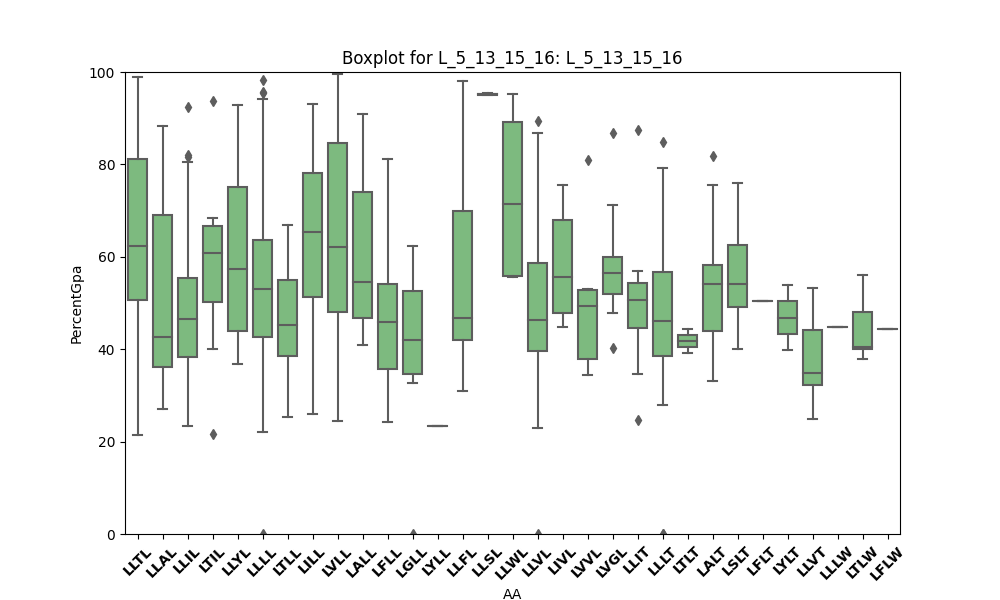 Boxplot for L_5_13_15_16: L_5_13_15_16
100
80
60
40
20
0
PercentGpa
LLTL
LLAL
LLIL
LTIL
LLYL
LLLL
LTLL
LILL
LVLL
LALL
LFLL
LGLL
LYLL
LLFL
LLSL
LLWL
LLVL
LIVL
LVVL
LVGL
LLIT
LLLT
LTLT
LALT
LSLT
LFLT
LYLT
LLVT
LLLW
LTLW
LFLW
AA